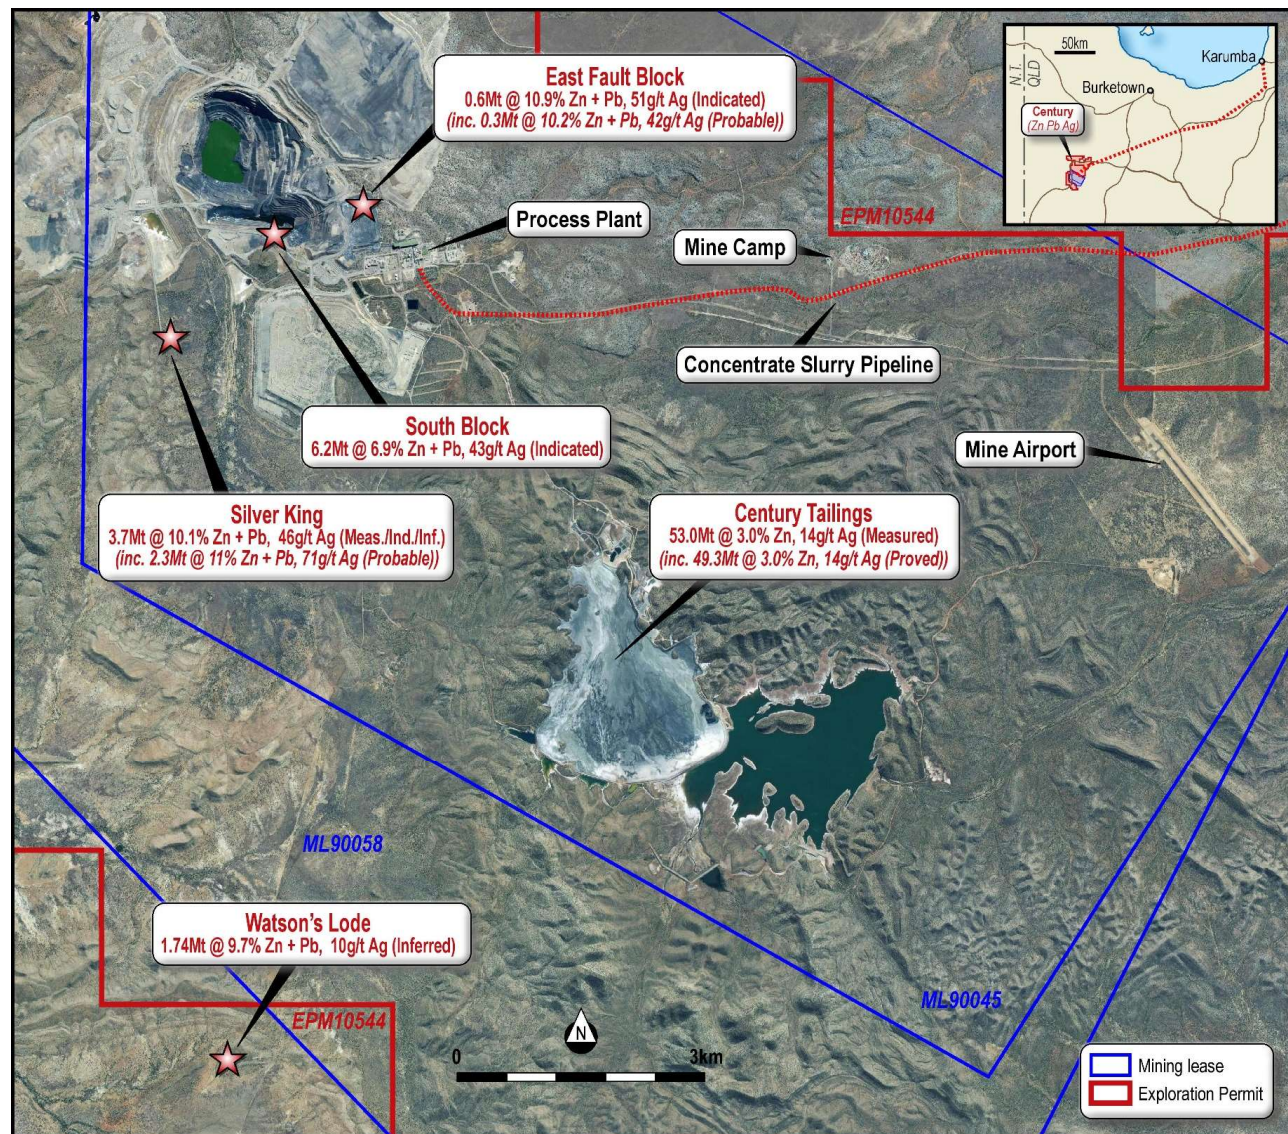 East Fault Block
0.6Mt @ 10.9% Zn + Pb, 51g/t Ag (Indicated)
(inc. 0.3Mt @ 10.2% Zn + Pb, 42g/t Ag (Probable))
50km
N.T.
QLD
Karumba
Burketown
Century
(Zn Pb Ag)
Process Plant
EPM10544
Mine Camp
Concentrate Slurry Pipeline
South Block
6.2Mt @ 6.9% Zn + Pb, 43g/t Ag (Indicated)
Mine Airport
Silver King
3.7Mt @ 10.1% Zn + Pb, 46g/t Ag (Meas./Ind./Inf.)
(inc. 2.3Mt @ 11% Zn + Pb, 71g/t Ag (Probable))
Century Tailings
53.0Mt @ 3.0% Zn, 14g/t Ag (Measured)
(inc. 49.3Mt @ 3.0% Zn, 14g/t Ag (Proved))
ML90058
Watson's Lode
1.74Mt @ 9.7% Zn + Pb, 10g/t Ag (Inferred)
ML90045
EPM10544
N
0 3km
Mining lease
Exploration Permit